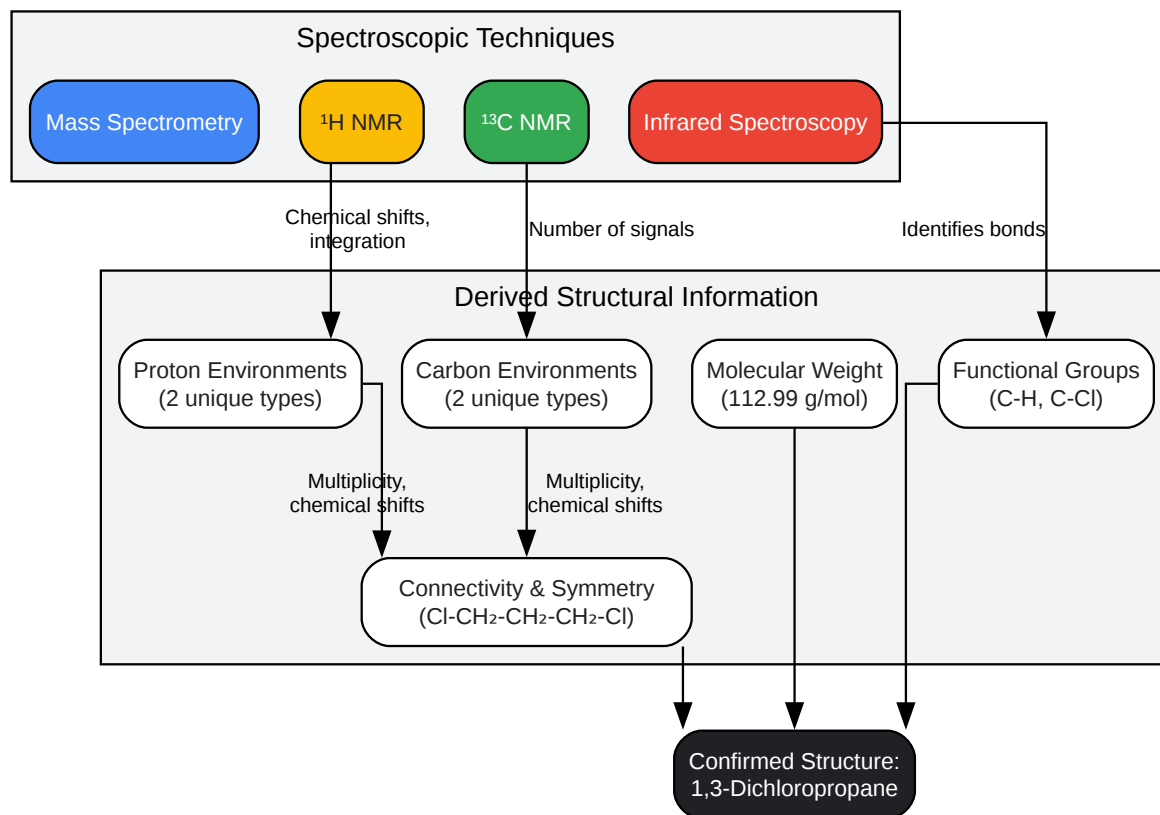 Spectroscopic Techniques
Mass Spectrometry
¹H NMR
¹³C NMR
Infrared Spectroscopy
Chemical shifts,
integration
Number of signals
Identifies bonds
Derived Structural Information
Proton Environments
(2 unique types)
Carbon Environments
(2 unique types)
Molecular Weight
(112.99 g/mol)
Functional Groups
(C-H, C-Cl)
Multiplicity,
chemical shifts
Multiplicity,
chemical shifts
Connectivity & Symmetry
(Cl-CH₂-CH₂-CH₂-Cl)
Confirmed Structure:
1,3-Dichloropropane